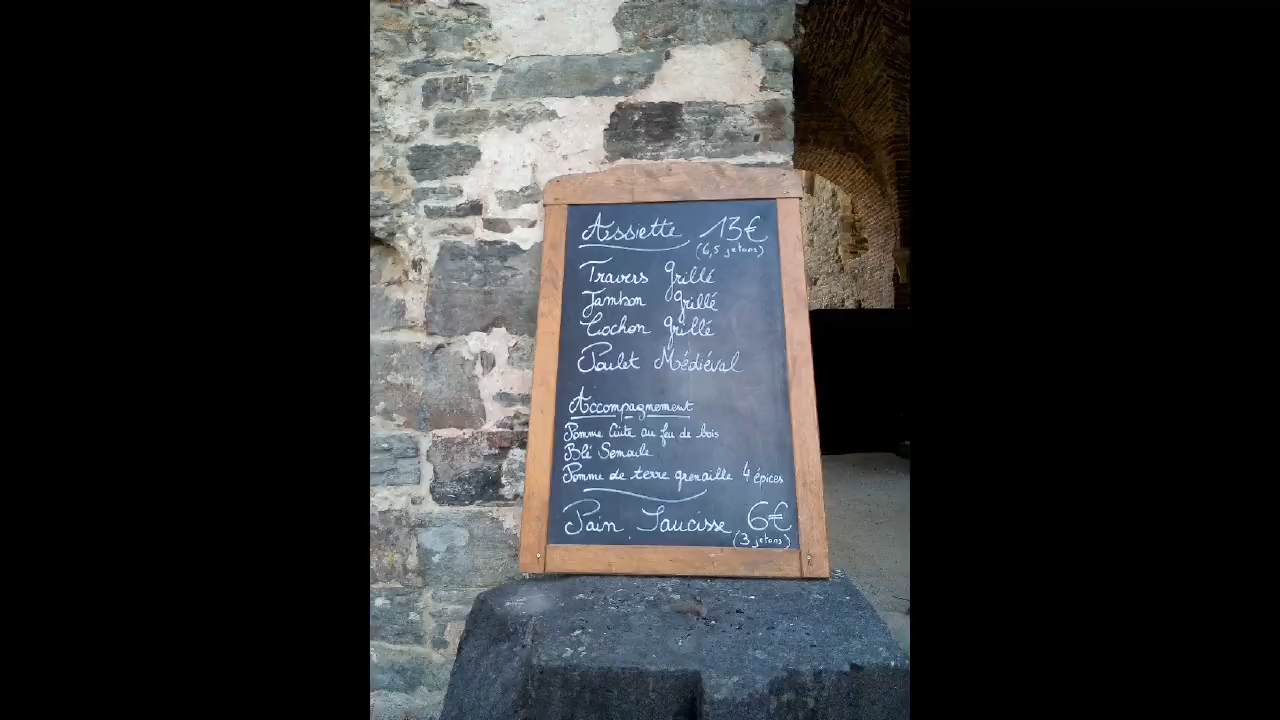 Assiette 13€
(6,5 jetons)
Travers Grillé
Jambon Grillé
Cochon Grillé
Poulet Médiéval
Accompagnement
Pomme Cuite au feu de bois
Blé Semoule
Pomme de terre grenaille 4 épices
Pain Saucisse 6€
(3 jetons)